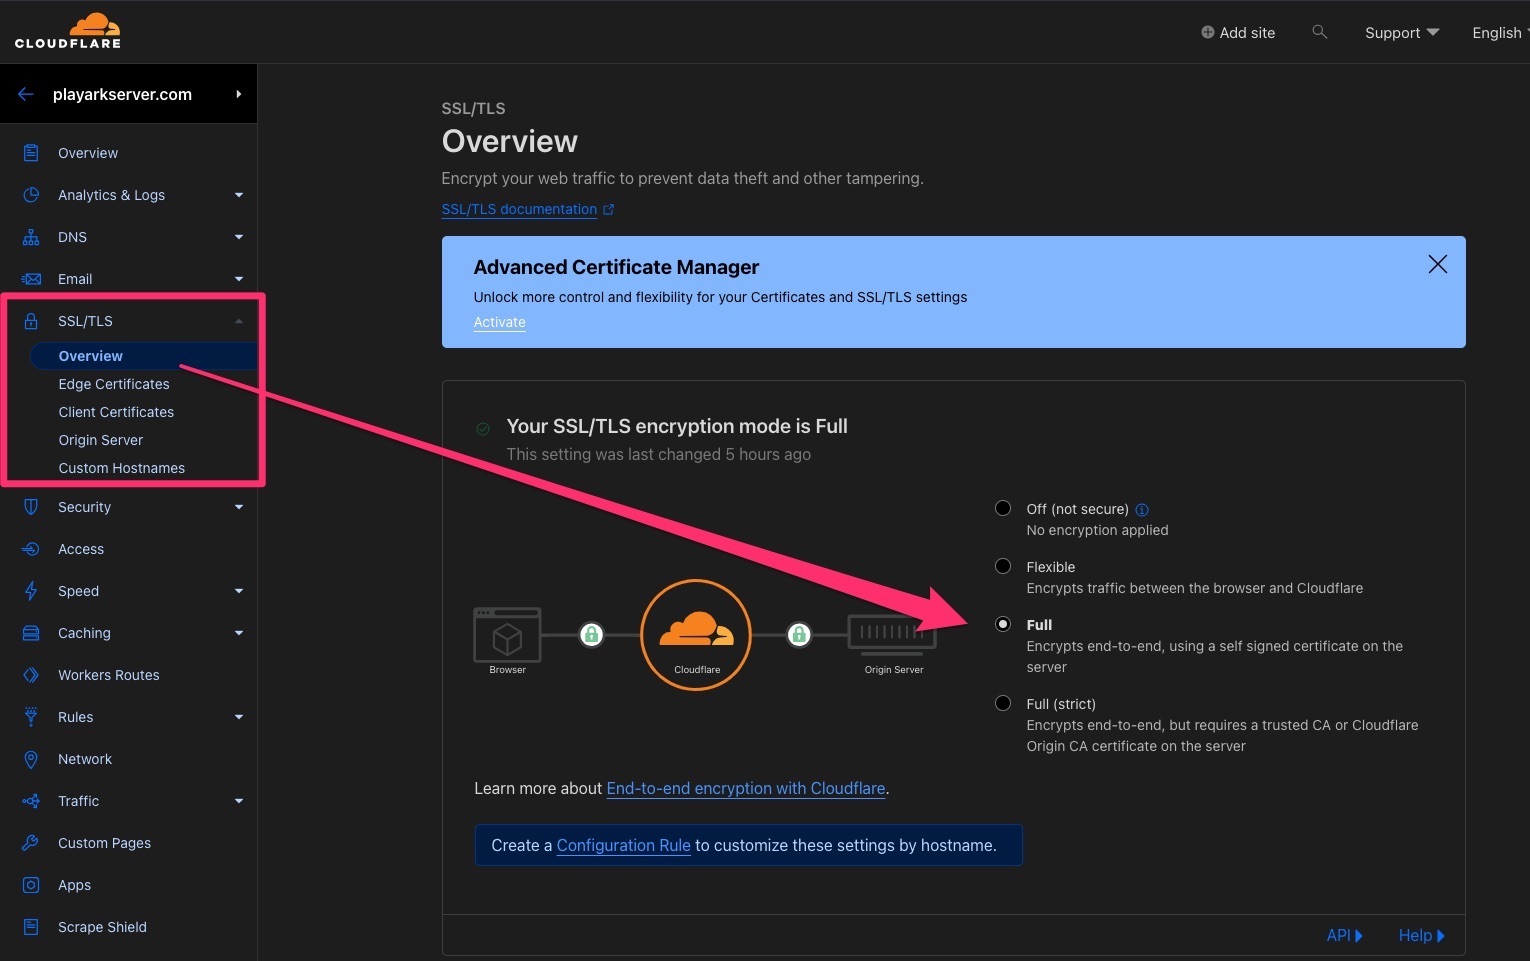 CLOUDFLARE
Add site
Support
English
playarkserver.com
Overview
Analytics & Logs
DNS
Email
SSL/TLS
Overview
Edge Certificates
Client Certificates
Origin Server
Custom Hostnames
Security
Access
Speed
Caching
Workers Routes
Rules
Network
Traffic
Custom Pages
Apps
Scrape Shield
SSL/TLS
Overview
Encrypt your web traffic to prevent data theft and other tampering.
SSL/TLS documentation
Advanced Certificate Manager
Unlock more control and flexibility for your Certificates and SSL/TLS settings
Activate
Your SSL/TLS encryption mode is Full
This setting was last changed 5 hours ago
Browser
Cloudflare
Origin Server
Off (not secure)
No encryption applied
Flexible
Encrypts traffic between the browser and Cloudflare
Full
Encrypts end-to-end, using a self signed certificate on the
server
Full (strict)
Encrypts end-to-end, but requires a trusted CA or Cloudflare
Origin CA certificate on the server
Learn more about End-to-end encryption with Cloudflare.
Create a Configuration Rule to customize these settings by hostname.
API
Help